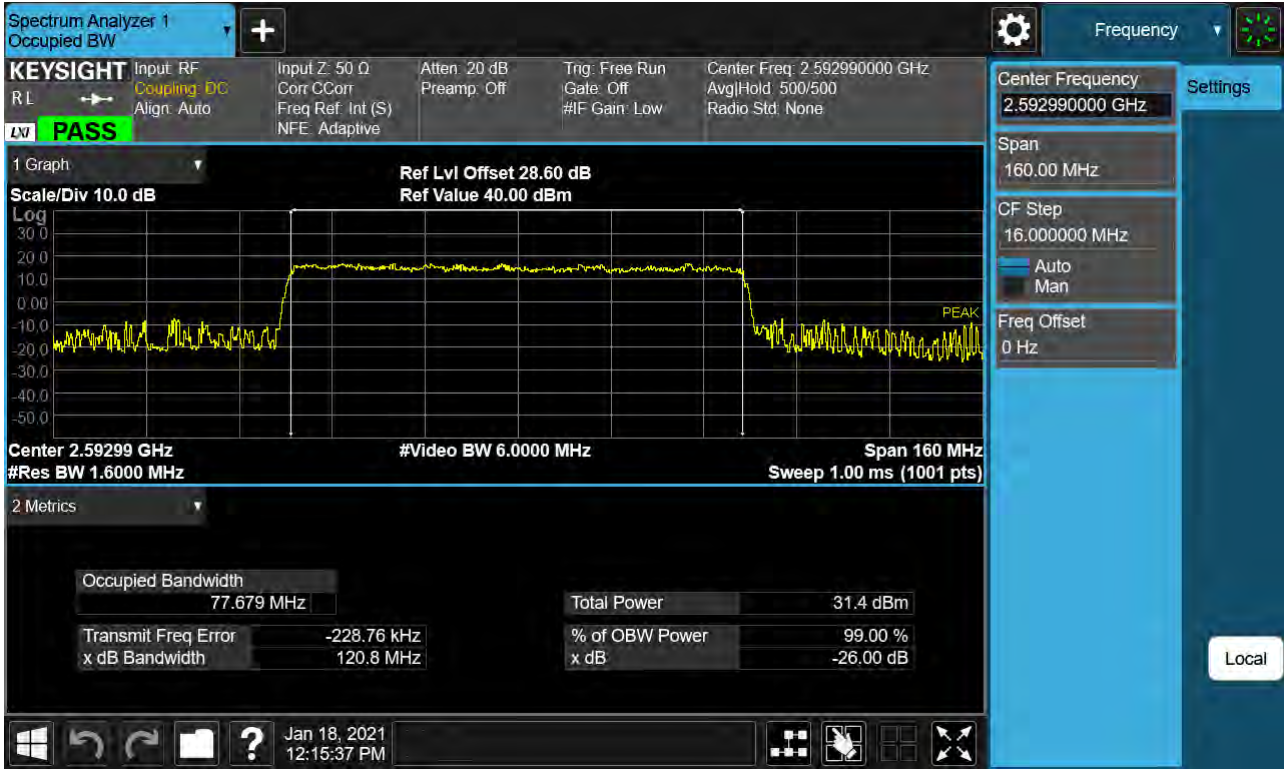 Spectrum Analyzer 1
Occupied BW
Frequency
KEYSIGHT
RL
LXI
PASS
Input: RF
Coupling: DC
Align: Auto
Input Z: 50 Ω
Corr CCorr
Freq Ref: Int (S)
NFE: Adaptive
Atten: 20 dB
Preamp: Off
Trig: Free Run
Gate: Off
#IF Gain: Low
Center Freq: 2.592990000 GHz
Avg|Hold: 500/500
Radio Std: None
Center Frequency
2.592990000 GHz
Settings
Span
160.00 MHz
CF Step
16.000000 MHz
Auto
Man
Freq Offset
0 Hz
Local
1 Graph
Scale/Div 10.0 dB
Ref Lvl Offset 28.60 dB
Ref Value 40.00 dBm
Log
30.0
20.0
10.0
0.00
-10.0
-20.0
-30.0
-40.0
-50.0
PEAK
Center 2.59299 GHz
#Video BW 6.0000 MHz
Span 160 MHz
#Res BW 1.6000 MHz
Sweep 1.00 ms (1001 pts)
2 Metrics
Occupied Bandwidth
77.679 MHz
Total Power 31.4 dBm
Transmit Freq Error -228.76 kHz
% of OBW Power 99.00 %
x dB Bandwidth 120.8 MHz
x dB -26.00 dB
?
Jan 18, 2021
12:15:37 PM